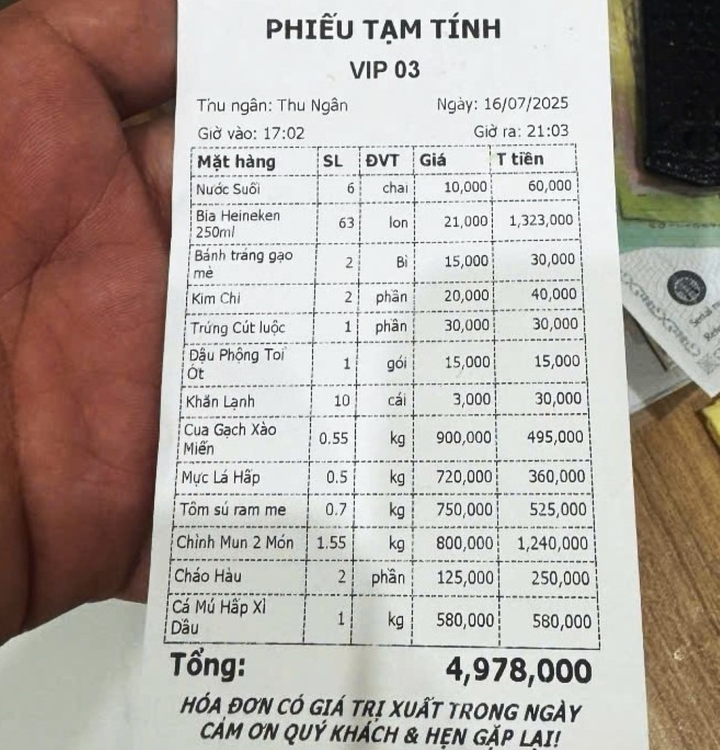 PHIẾU TẠM TÍNH
VIP 03
Thu ngân: Thu Ngân Ngày: 16/07/2025
Giờ vào: 17:02 Giờ ra: 21:03
Mặt hàng SL ĐVT Giá T tiền
Nước Suối 6 chai 10,000 60,000
Bia Heineken
250ml 63 lon 21,000 1,323,000
Bánh tráng gạo
mè 2 Bì 15,000 30,000
Kim Chi 2 phần 20,000 40,000
Trứng Cút luộc 1 phần 30,000 30,000
Dậu Phộng Toi
Ót 1 gói 15,000 15,000
Khăn Lạnh 10 cái 3,000 30,000
Cua Gạch Xào
Miến 0.55 kg 900,000 495,000
Mực Lá Hấp 0.5 kg 720,000 360,000
Tôm sú ram me 0.7 kg 750,000 525,000
Chình Mun 2 Món 1.55 kg 800,000 1,240,000
Cháo Hàu 2 phần 125,000 250,000
Cá Mú Hấp Xì
Dầu 1 kg 580,000 580,000
Tổng: 4,978,000
HÓA ĐƠN CÓ GIÁ TRỊ XUẤT TRONG NGÀY
CẢM ƠN QUÝ KHÁCH & HẸN GẶP LẠI!